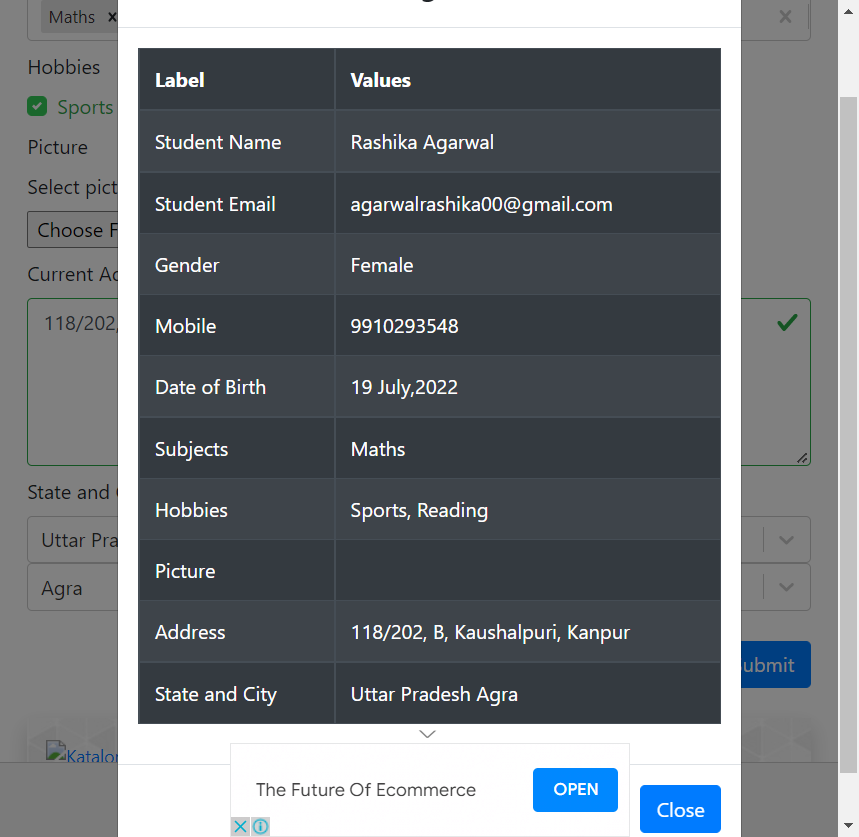 Maths ×
Hobbies
Sports
Picture
Select pict
Choose F
Current Ad
118/202,
State and
Uttar Pra
Agra
ubmit
Katalon
Label Values
Student Name Rashika Agarwal
Student Email agarwalrashika00@gmail.com
Gender Female
Mobile 9910293548
Date of Birth 19 July,2022
Subjects Maths
Hobbies Sports, Reading
Picture
Address 118/202, B, Kaushalpuri, Kanpur
State and City Uttar Pradesh Agra
The Future Of Ecommerce OPEN
Close